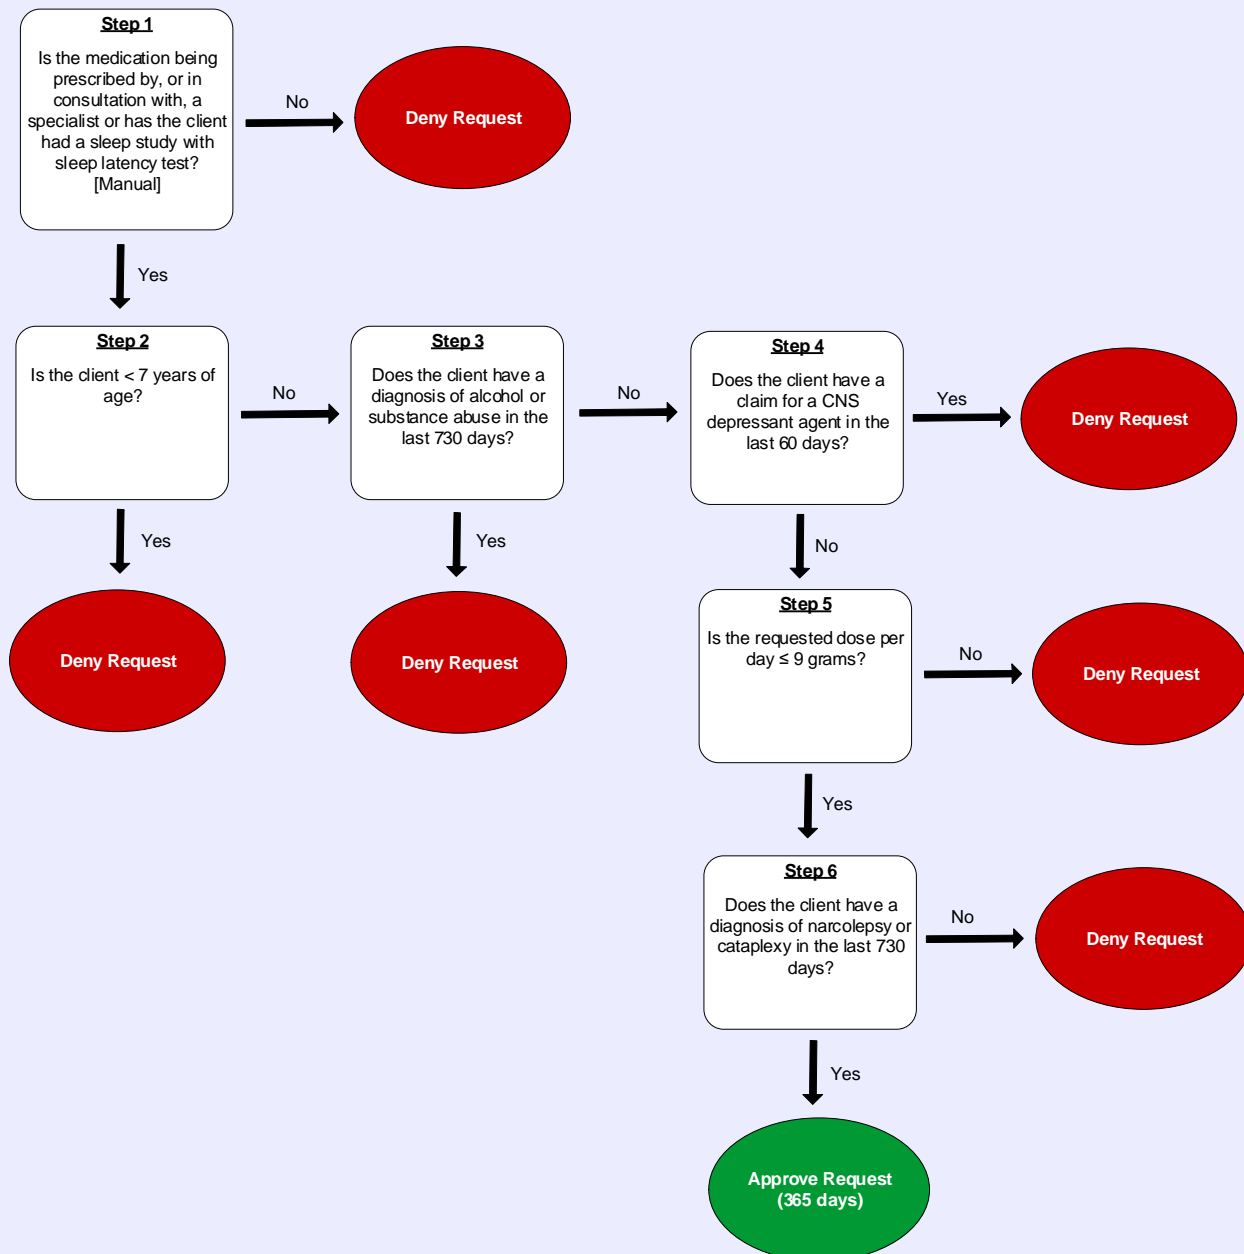 Step 1
Is the medication being
prescribed by, or in
consultation with, a
specialist or has the client
had a sleep study with
sleep latency test?
[Manual]
No
Deny Request
Yes
Step 2
Is the client < 7 years of
age?
No
Step 3
Does the client have a
diagnosis of alcohol or
substance abuse in the
last 730 days?
No
Step 4
Does the client have a
claim for a CNS
depressant agent in the
last 60 days?
Yes
Deny Request
Yes
Deny Request
Yes
Deny Request
No
Step 5
Is the requested dose per
day ≤ 9 grams?
No
Deny Request
Yes
Step 6
Does the client have a
diagnosis of narcolepsy or
cataplexy in the last 730
days?
No
Deny Request
Yes
Approve Request
(365 days)